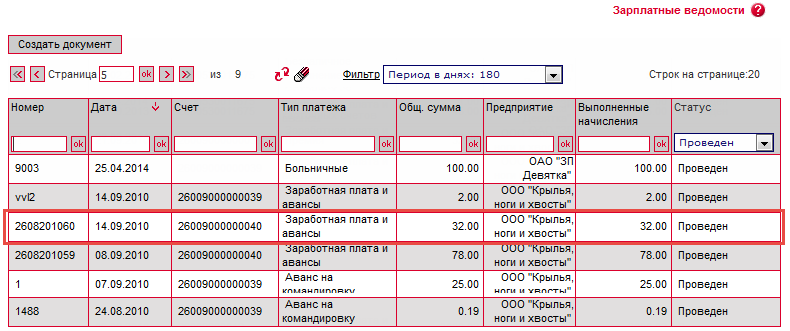 Зарплатные ведомости ?
Создать документ
Страница 5 ok из 9 Фильтр Период в днях: 180 Строк на странице:20
Номер Дата Счет Тип платежа Общ. сумма Предприятие Выполненные начисления Статус
ok ok ok ok ok ok ok Проведен
9003 25.04.2014 Больничные 100.00 ОАО "ЗП Девятка" 100.00 Проведен
vvl2 14.09.2010 26009000000039 Заработная плата и авансы 2.00 ООО "Крылья, ноги и хвосты" 2.00 Проведен
2608201060 14.09.2010 26009000000040 Заработная плата и авансы 32.00 ООО "Крылья, ноги и хвосты" 32.00 Проведен
2608201059 08.09.2010 26009000000040 Заработная плата и авансы 78.00 ООО "Крылья, ноги и хвосты" 78.00 Проведен
1 07.09.2010 26009000000039 Аванс на командировку 25.00 ООО "Крылья, ноги и хвосты" 25.00 Проведен
1488 24.08.2010 26009000000039 Аванс на командировку 0.19 ООО "Крылья, ноги и хвосты" 0.19 Проведен